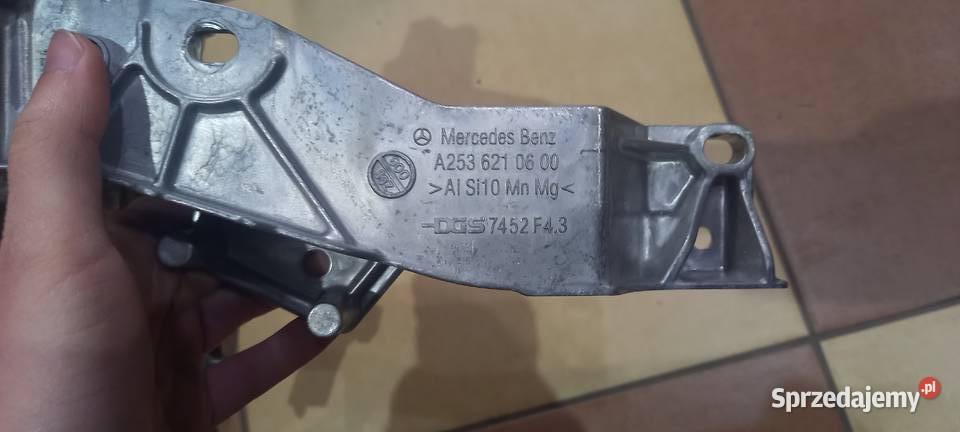 Mercedes Benz
A253 621 06 00
>Al Si10 Mn Mg<
DGS 7452 F4.3
Sprzedajemy.pl